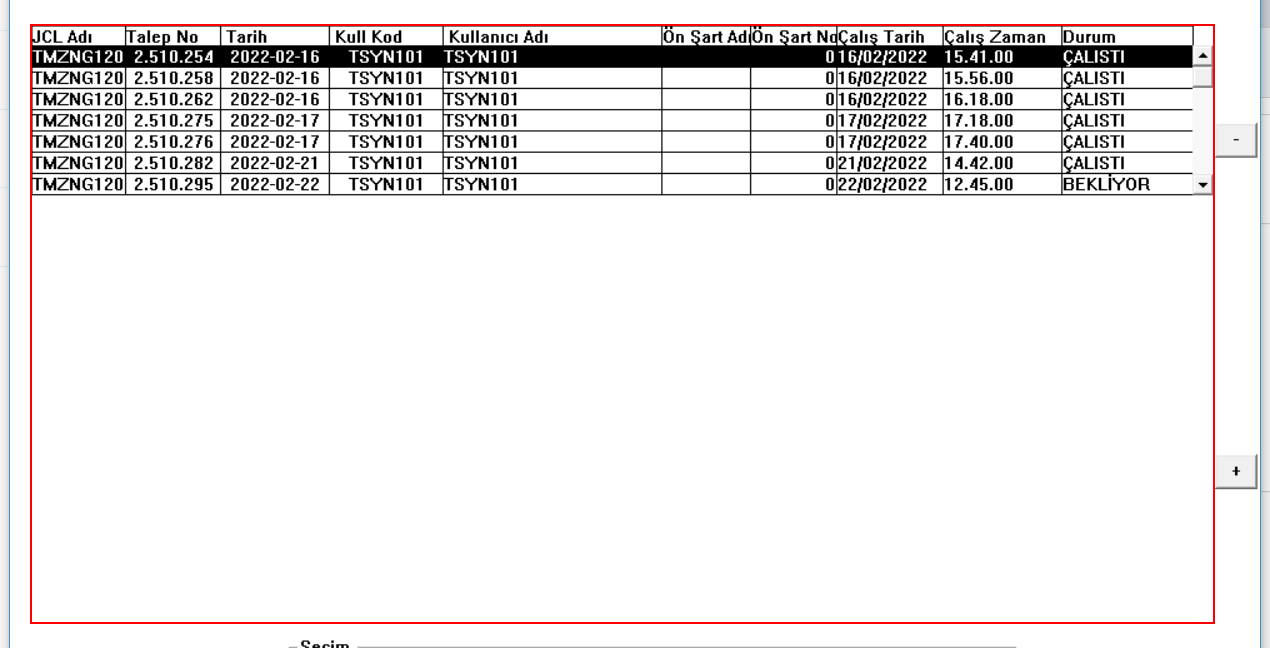 JCL Adı Talep No Tarih Kull Kod Kullanıcı Adı Ön Şart Ad Ön Şart No Çalış Tarih Çalış Zaman Durum
TMZNG120 2.510.254 2022-02-16 TSYN101 TSYN101 0 16/02/2022 15.41.00 ÇALISTI
TMZNG120 2.510.258 2022-02-16 TSYN101 TSYN101 0 16/02/2022 15.56.00 ÇALISTI
TMZNG120 2.510.262 2022-02-16 TSYN101 TSYN101 0 16/02/2022 16.18.00 ÇALISTI
TMZNG120 2.510.275 2022-02-17 TSYN101 TSYN101 0 17/02/2022 17.18.00 ÇALISTI
TMZNG120 2.510.276 2022-02-17 TSYN101 TSYN101 0 17/02/2022 17.40.00 ÇALISTI
TMZNG120 2.510.282 2022-02-21 TSYN101 TSYN101 0 21/02/2022 14.42.00 ÇALISTI
TMZNG120 2.510.295 2022-02-22 TSYN101 TSYN101 0 22/02/2022 12.45.00 BEKLİYOR
-
+
Seçim